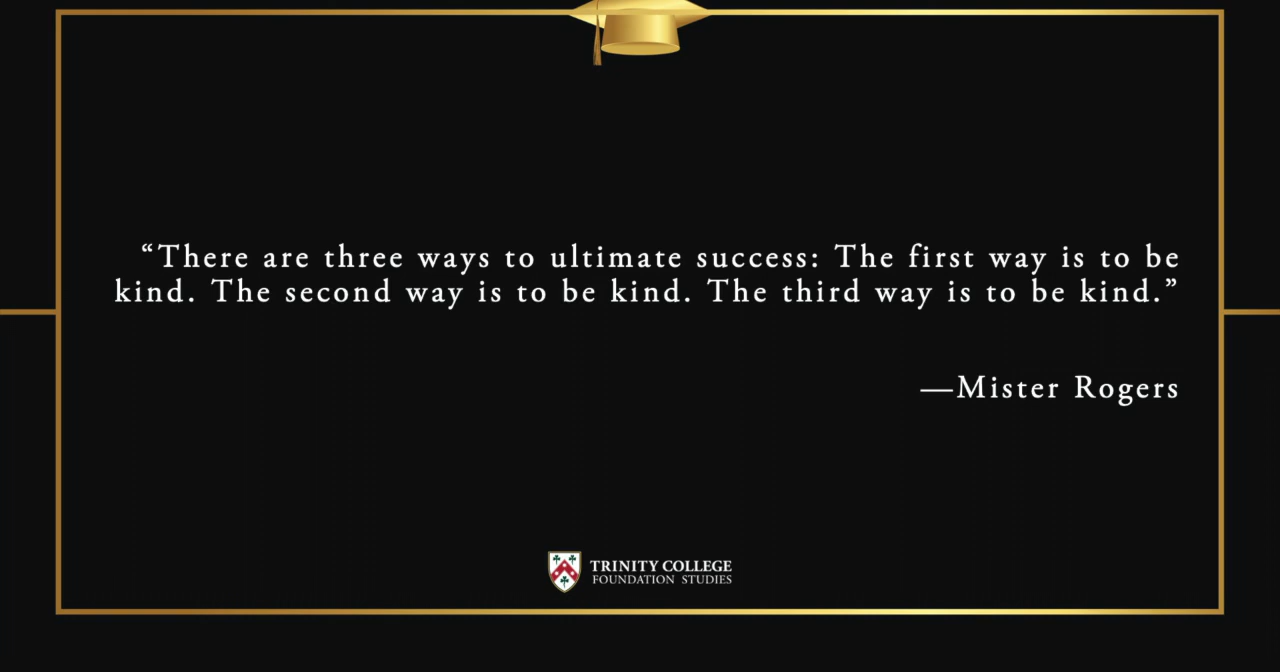 “There are three ways to ultimate success: The first way is to be
kind. The second way is to be kind. The third way is to be kind.”
—Mister Rogers
TRINITY COLLEGE
FOUNDATION STUDIES